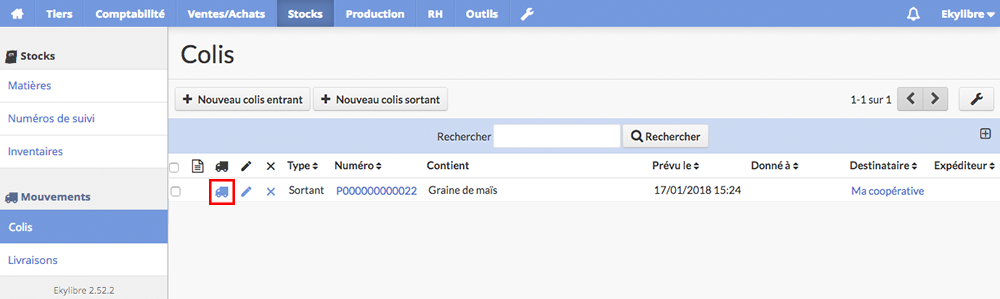 Tiers Comptabilité Ventes/Achats Stocks Production RH Outils Ekylibre
Stocks
Matières
Numéros de suivi
Inventaires
Mouvements
Colis
Livraisons
Ekylibre 2.52.2
Colis
Nouveau colis entrant Nouveau colis sortant 1-1 sur 1
Rechercher Rechercher
Type Numéro Contient Prévu le Donné à Destinataire Expéditeur
Sortant P000000000022 Graine de maïs 17/01/2018 15:24 Ma coopérative